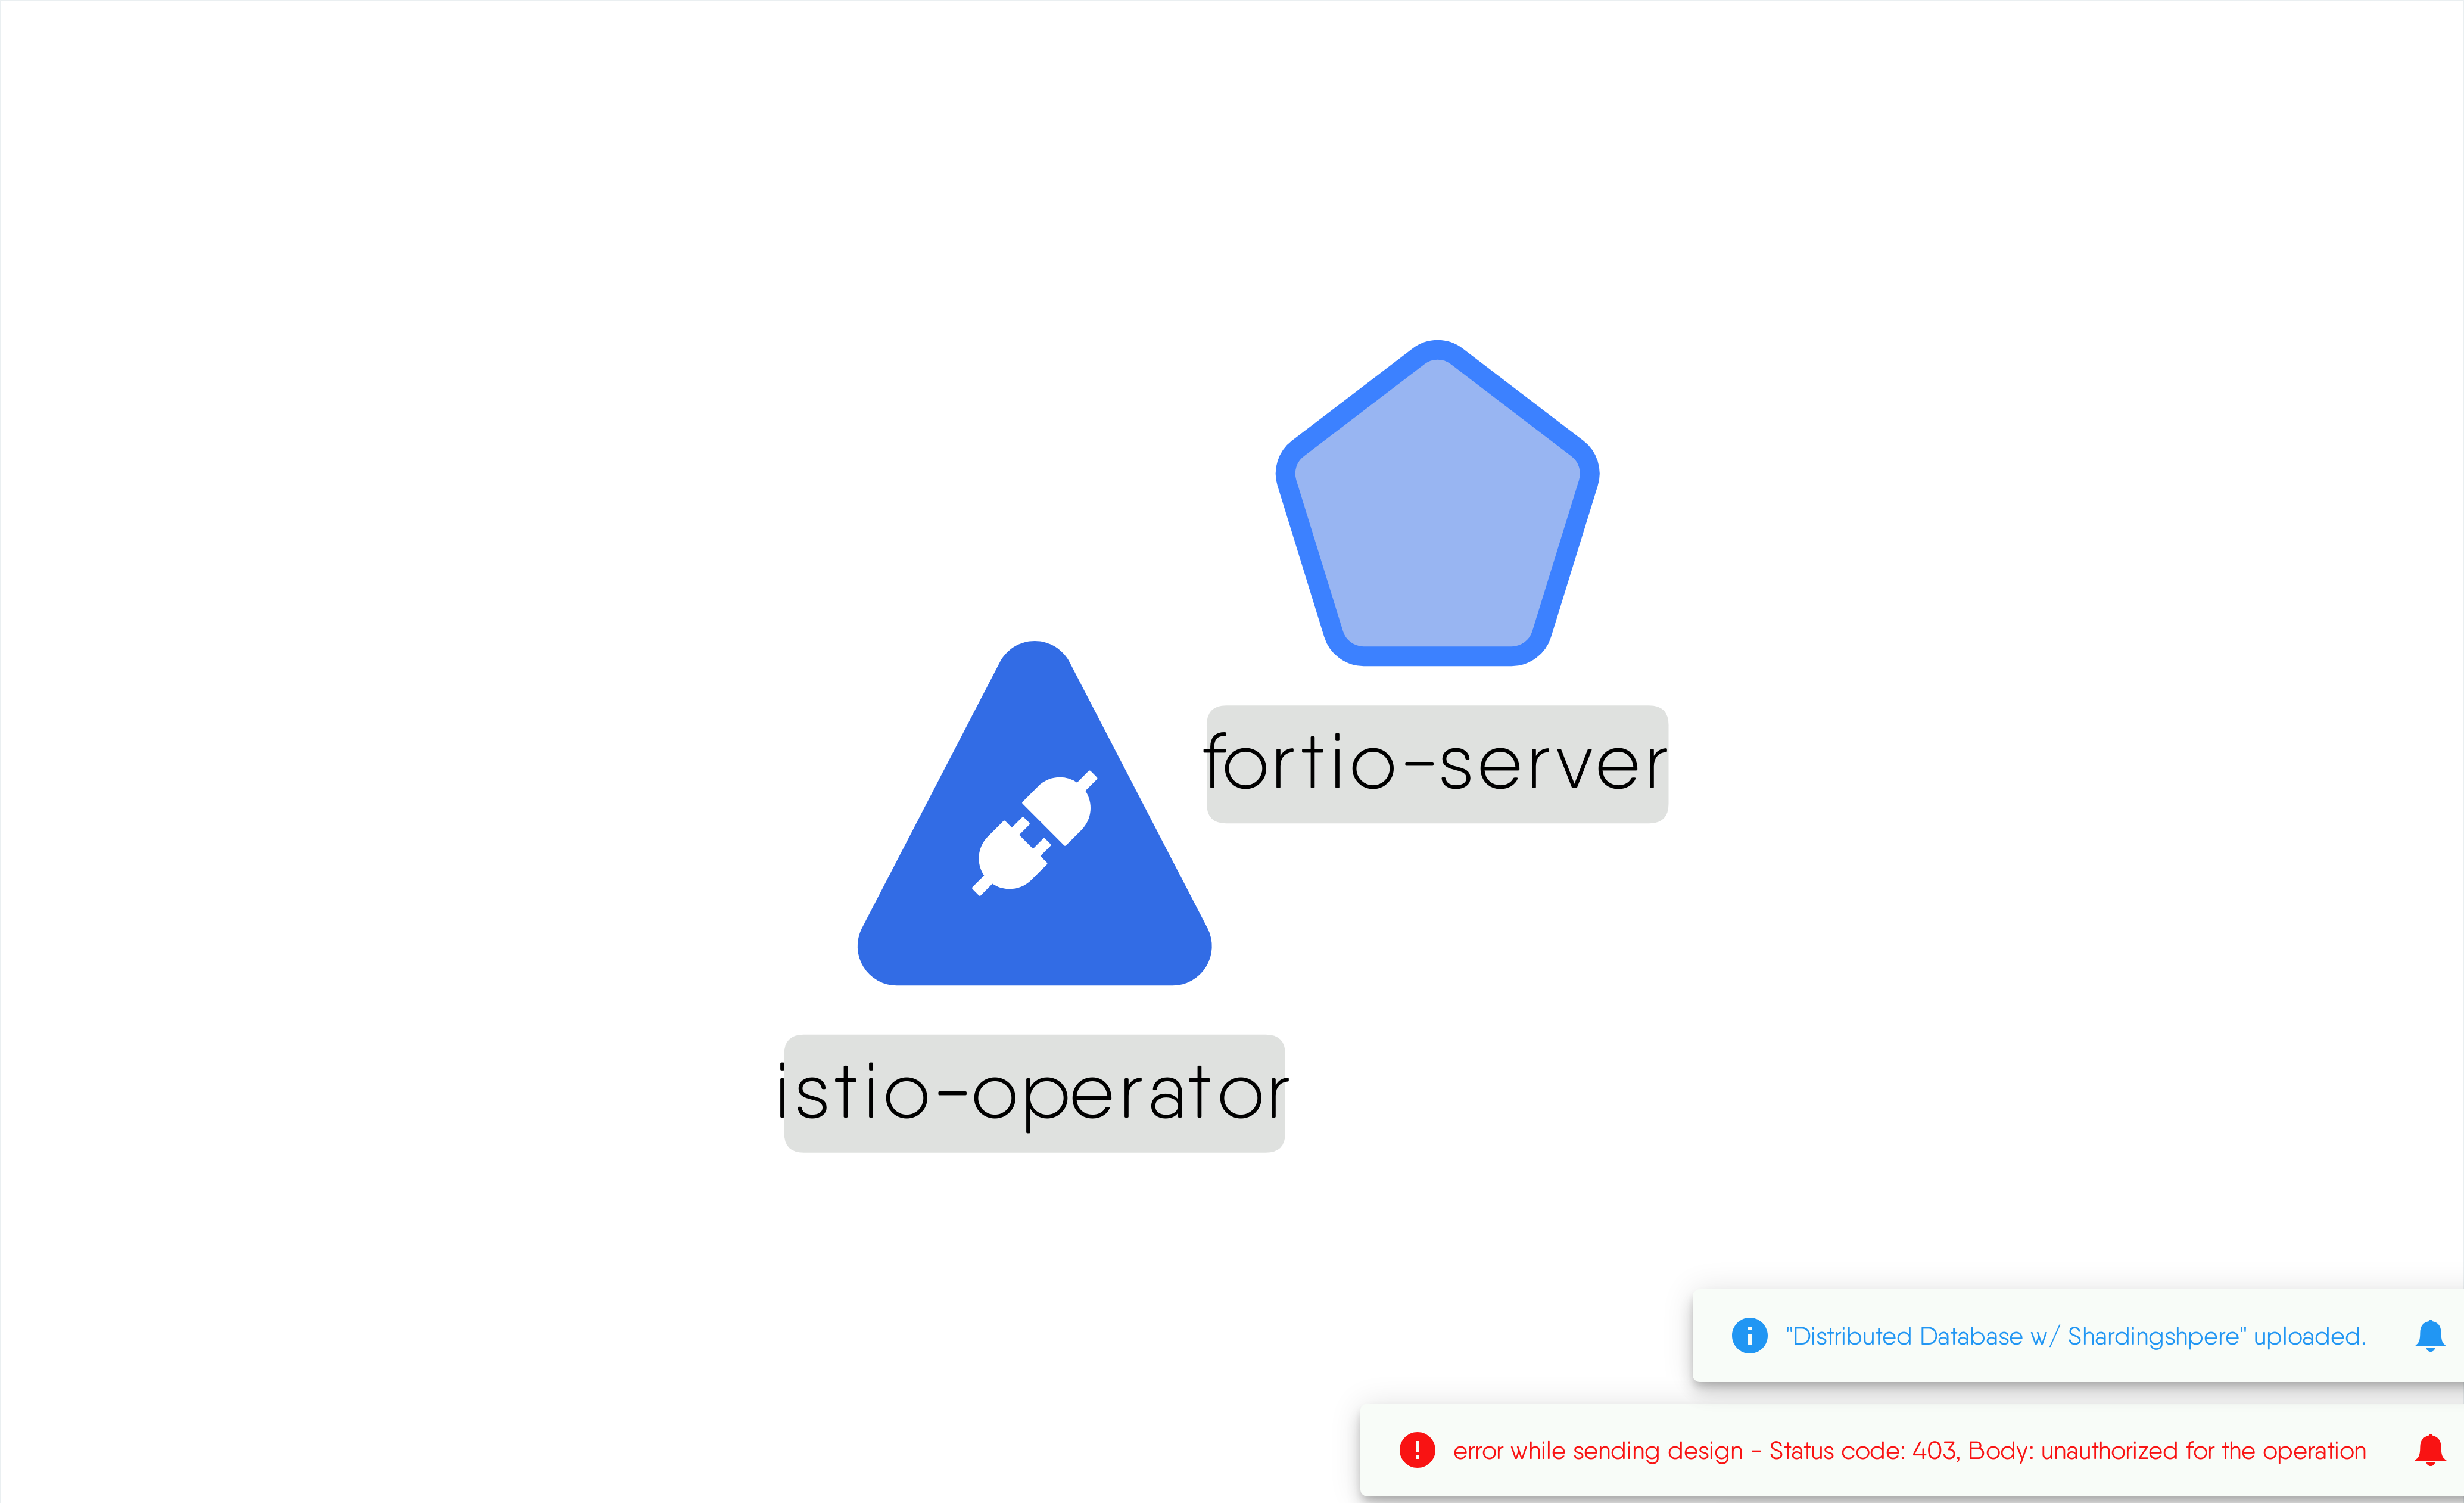 fortio-server
istio-operator
"Distributed Database w/ Shardingshpere" uploaded.
error while sending design - Status code: 403, Body: unauthorized for the operation